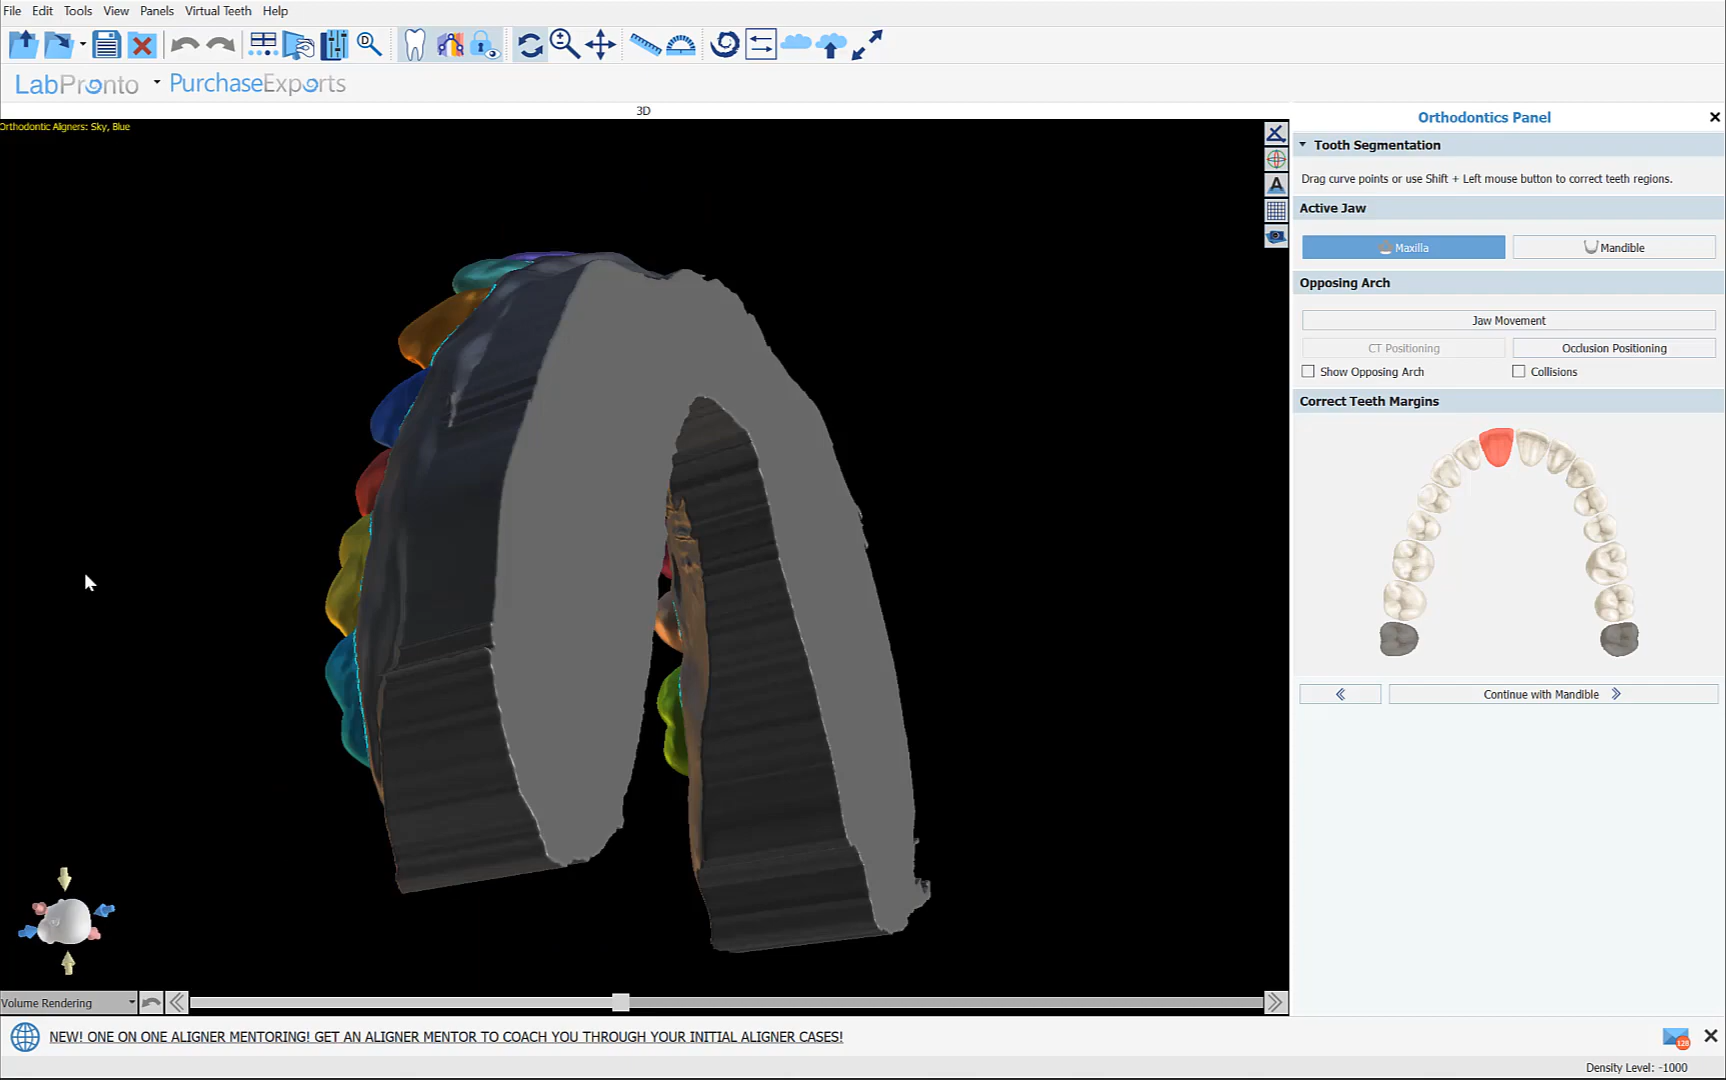 File Edit View Tools Panels Virtual Teeth Help
D
LabPronto PurchaseExports
3D
Orthodontic Aligners: Sky, Blue
A
Orthodontics Panel
Tooth Segmentation
Drag curve points or use Shift + Left mouse button to correct teeth regions.
Active Jaw
Maxilla Mandible
Opposing Arch
Jaw Movement
CT Positioning Occlusion Positioning
Show Opposing Arch Collisions
Correct Teeth Margins
Continue with Mandible
Volume Rendering
NEW! ONE ON ONE ALIGNER MENTORING! GET AN ALIGNER MENTOR TO COACH YOU THROUGH YOUR INITIAL ALIGNER CASES!
128
Density Level: -1000